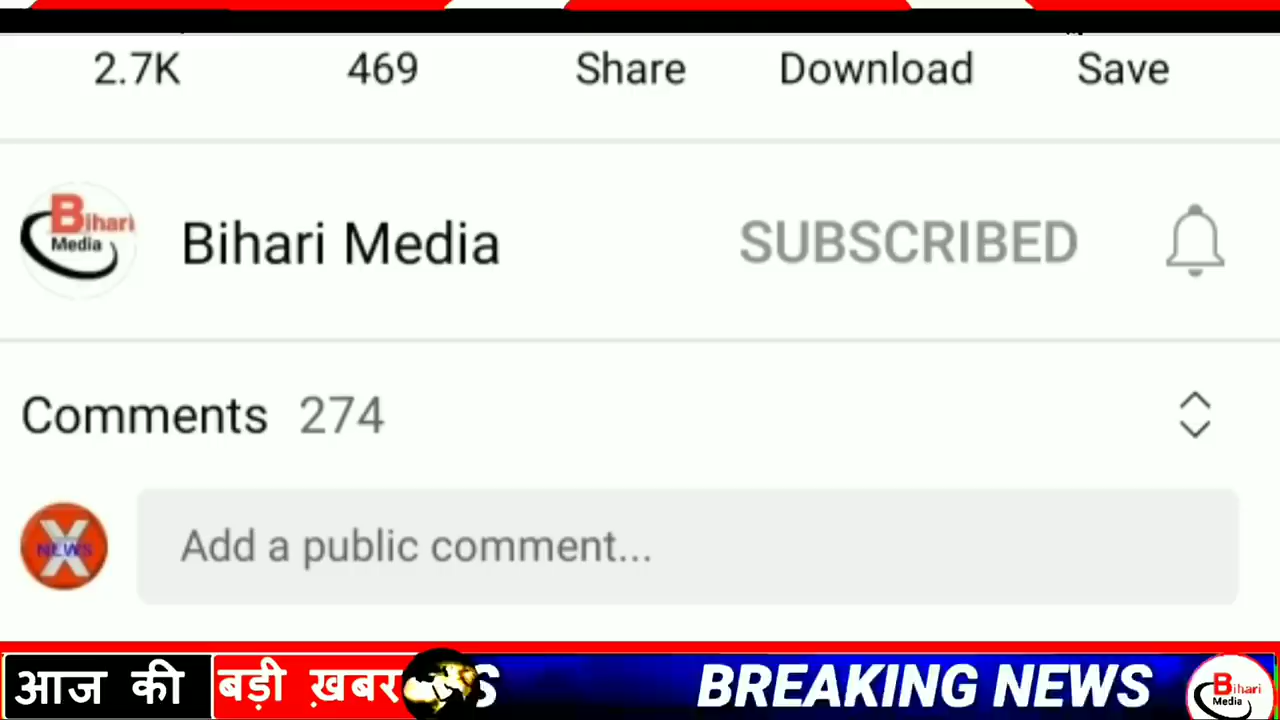 2.7K 469 Share Download Save
Bihari Media
Bihari Media SUBSCRIBED
Comments 274
X NEWS
Add a public comment...
आज की बड़ी ख़बर S BREAKING NEWS
Bihari Media